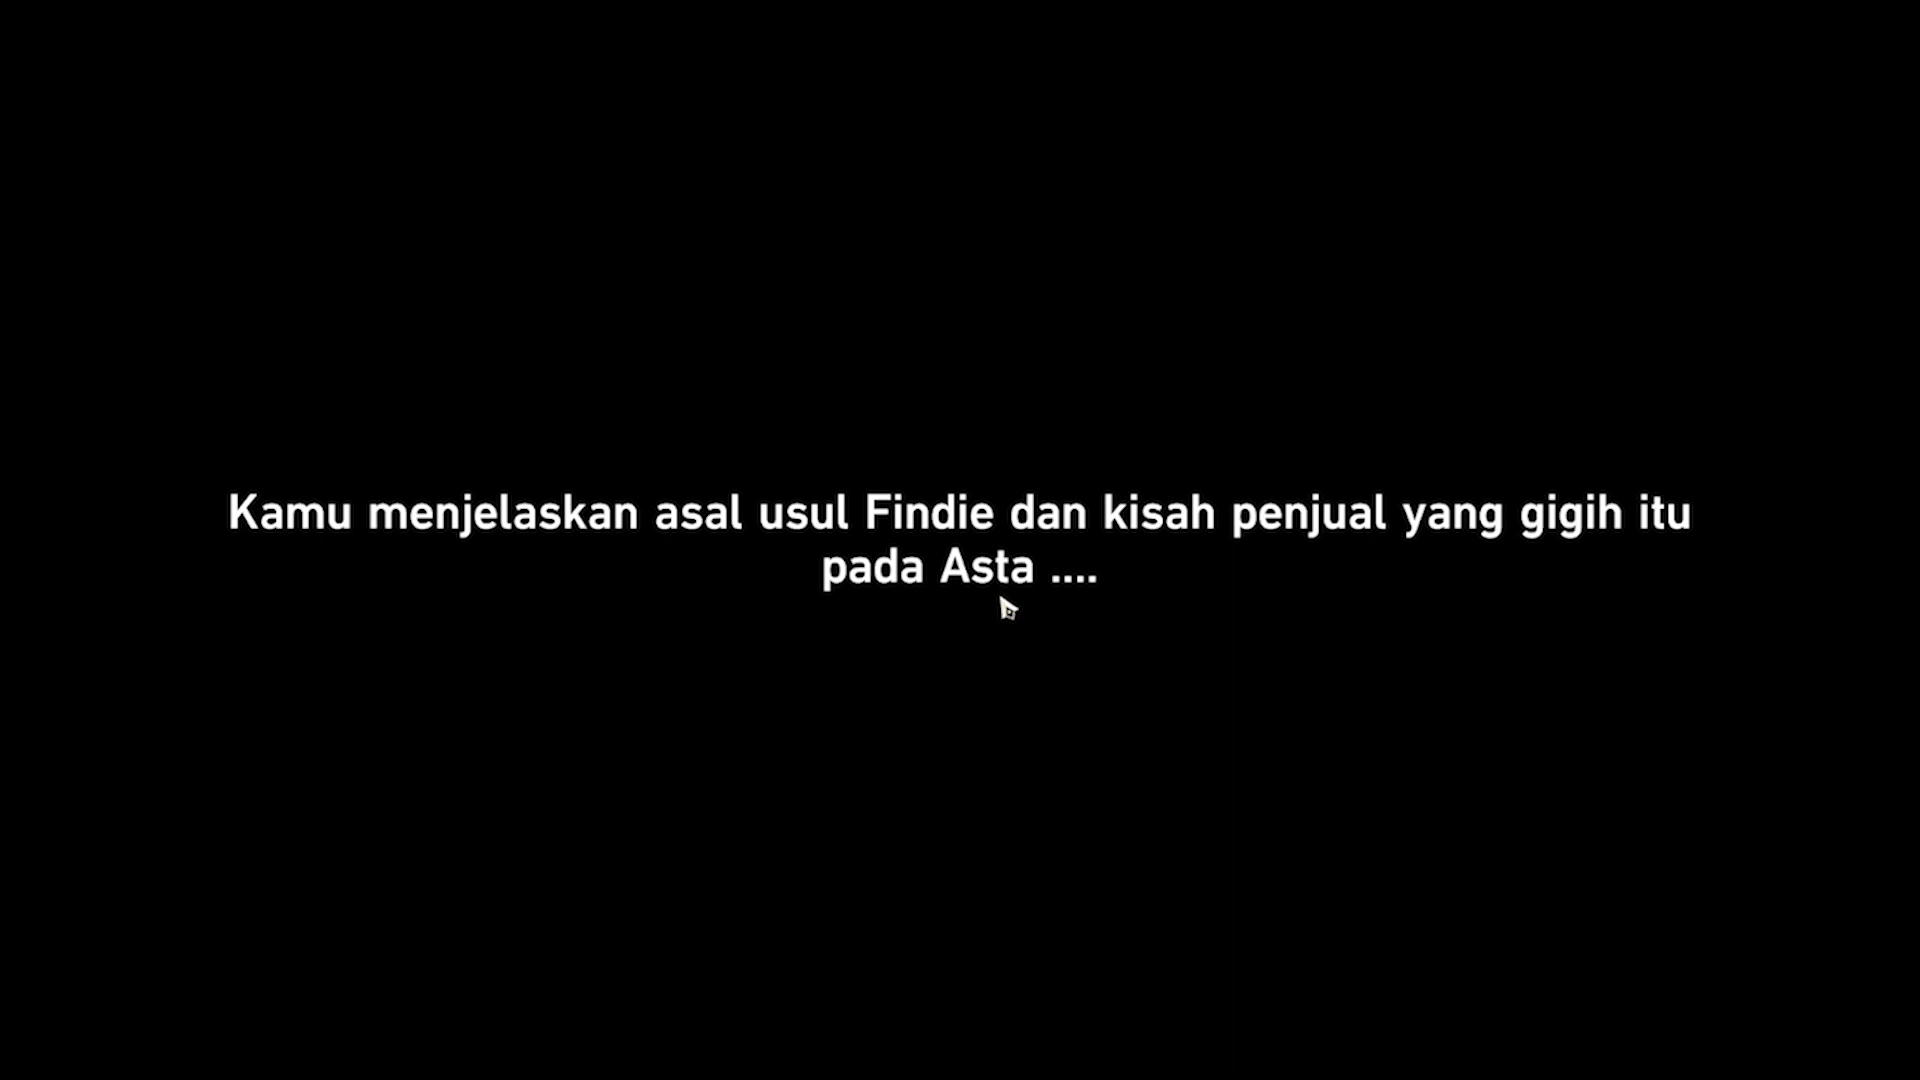 Kamu menjelaskan asal usul Findie dan kisah penjual yang gigih itu
pada Asta ....